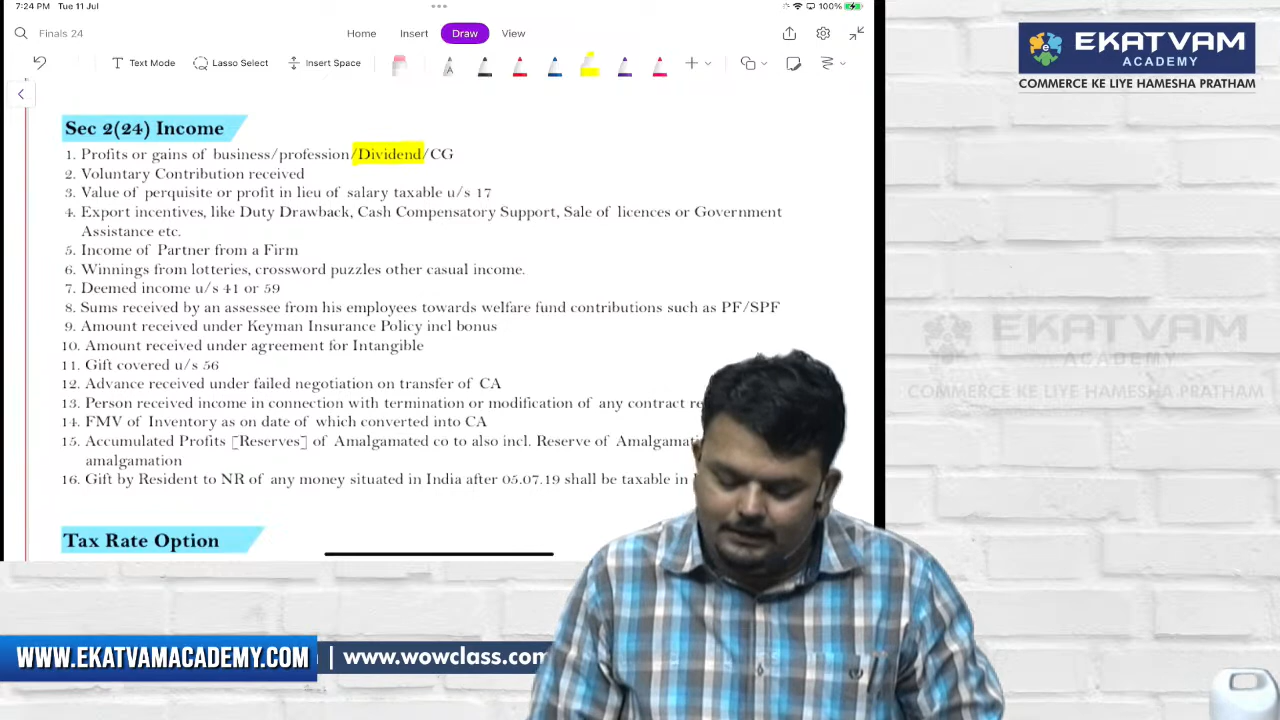 7:24 PM Tue 11 Jul
100%
Finals 24
Home Insert Draw View
Text Mode Lasso Select Insert Space
Sec 2(24) Income
1. Profits or gains of business/profession/Dividend/CG
2. Voluntary Contribution received
3. Value of perquisite or profit in lieu of salary taxable u/s 17
4. Export incentives, like Duty Drawback, Cash Compensatory Support, Sale of licences or Government
Assistance etc.
5. Income of Partner from a Firm
6. Winnings from lotteries, crossword puzzles other casual income.
7. Deemed income u/s 41 or 59
8. Sums received by an assessee from his employees towards welfare fund contributions such as PF/SPF
9. Amount received under Keyman Insurance Policy incl bonus
10. Amount received under agreement for Intangible
11. Gift covered u/s 56
12. Advance received under failed negotiation on transfer of CA
13. Person received income in connection with termination or modification of any contract
14. FMV of Inventory as on date of which converted into CA
15. Accumulated Profits [Reserves] of Amalgamated co to also incl. Reserve of
amalgamation
16. Gift by Resident to NR of any money situated in India after 05.07.19 shall be taxable in
Tax Rate Option
EKATVAM
ACADEMY
COMMERCE KE LIYE HAMESHA PRATHAM
EKATVAM
ACADEMY
COMMERCE KE LIYE HAMESHA PRATHAM
WWW.EKATVAMACADEMY.COM
| www.wowclass.com